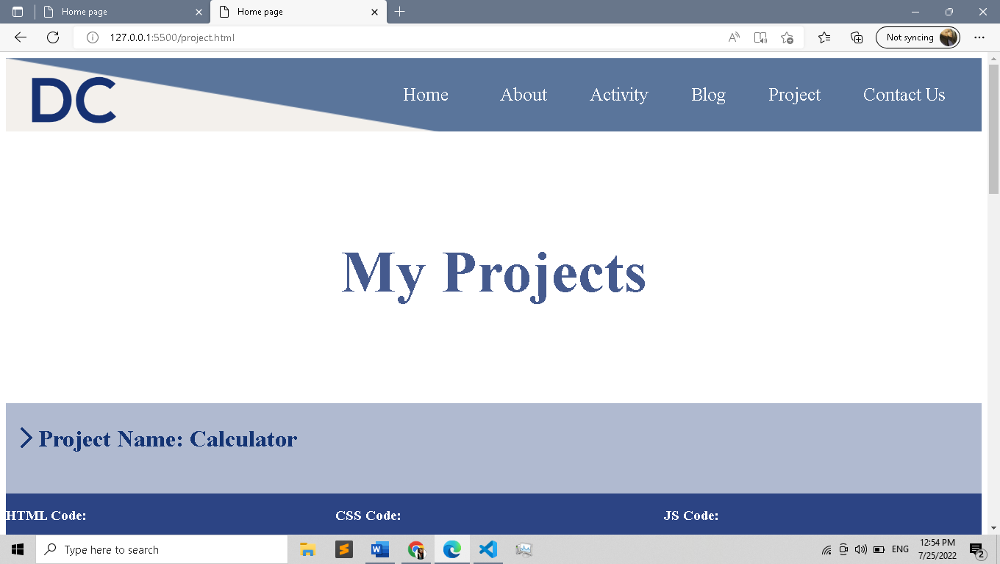 Home page
Home page
127.0.0.1:5500/project.html
Not syncing
DC
Home About Activity Blog Project Contact Us
My Projects
Project Name: Calculator
HTML Code: CSS Code: JS Code:
Type here to search
ENG
12:54 PM
7/25/2022
2